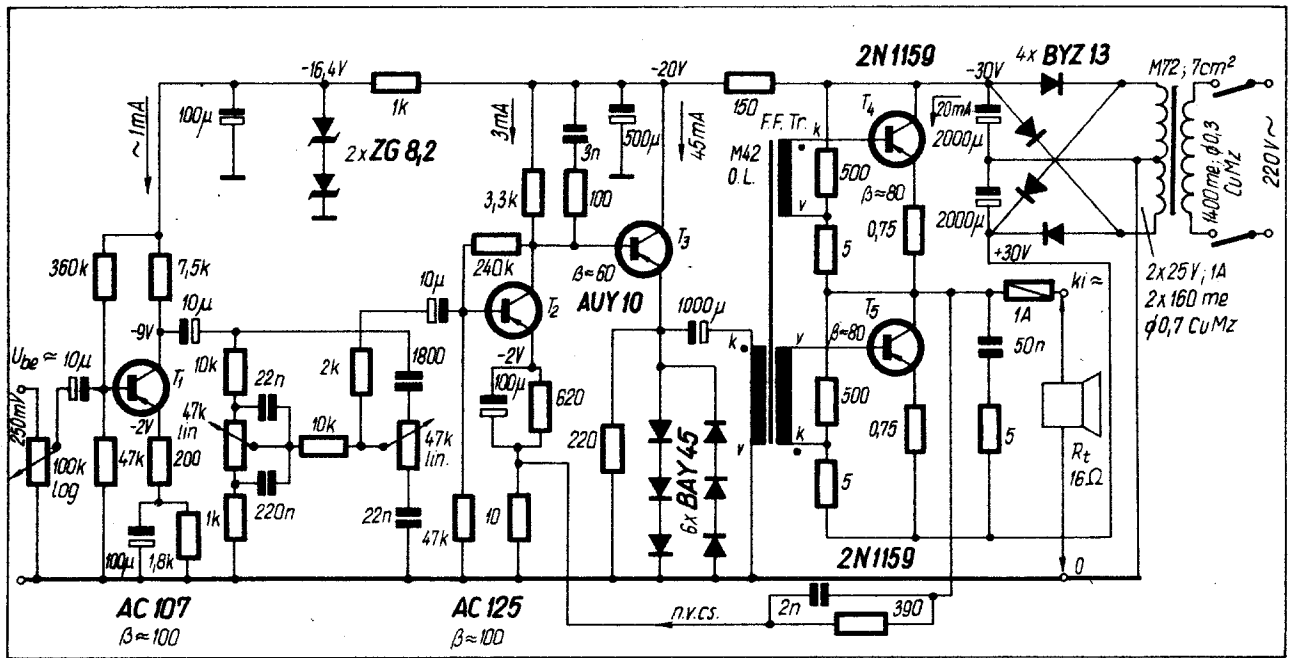 2N1159
4x BYZ 13
M72; 7cm²
-16,4V
-20V
-30V
1k
150
T4
20mA
~1mA
100µ
3mA
500µ
45mA
F.F. Tr.
k
M42
O.L.
2000µ
1400me; φ0,3
CuMz
220V~
2x ZG 8,2
3n
500
β≈80
3,3k
100
v
0,75
2000µ
360k
7,5k
T3
5
240k
β≈60
+30V
10µ
10µ
AUY 10
ki≈
2x25V; 1A
T2
1000µ
T5
1A
2x160 me
-9V
β≈80
φ0,7 CuMz
Ube≈
10µ
10k
2k
1800
-2V
k
v
50n
T1
22n
100µ
620
47k
lin
500
250mV
-2V
10k
47k
lin.
220
v
k
0,75
5
Rt
16Ω
100k
log
47k
200
220n
6x BAY 45
5
100µ
1,8k
1k
22n
47k
10
0
2N1159
AC 107
AC 125
n.v.cs.
2n
390
β≈100
β≈100